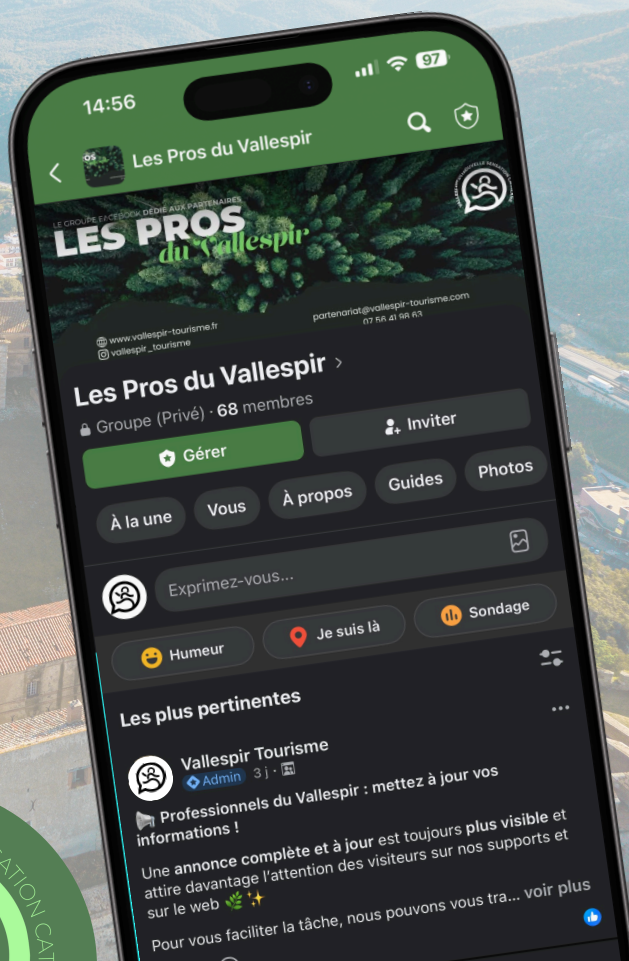 14:56
97
Les Pros du Vallespir
LE GROUPE FACEBOOK DÉDIÉ AUX PARTENAIRES
LES PROS
du Vallespir
www.vallespir-tourisme.fr
vallespir_tourisme
partenariat@vallespir-tourisme.com
07 56 41 98 63
Les Pros du Vallespir >
Groupe (Privé) · 68 membres
Gérer
Inviter
À la une
Vous
À propos
Guides
Photos
Exprimez-vous...
Humeur
Je suis là
Sondage
Les plus pertinentes
Vallespir Tourisme
Admin 3 j ·
Professionnels du Vallespir : mettez à jour vos
informations !
Une annonce complète et à jour est toujours plus visible et
attire davantage l'attention des visiteurs sur nos supports et
sur le web
Pour vous faciliter la tâche, nous pouvons vous tra... voir plus